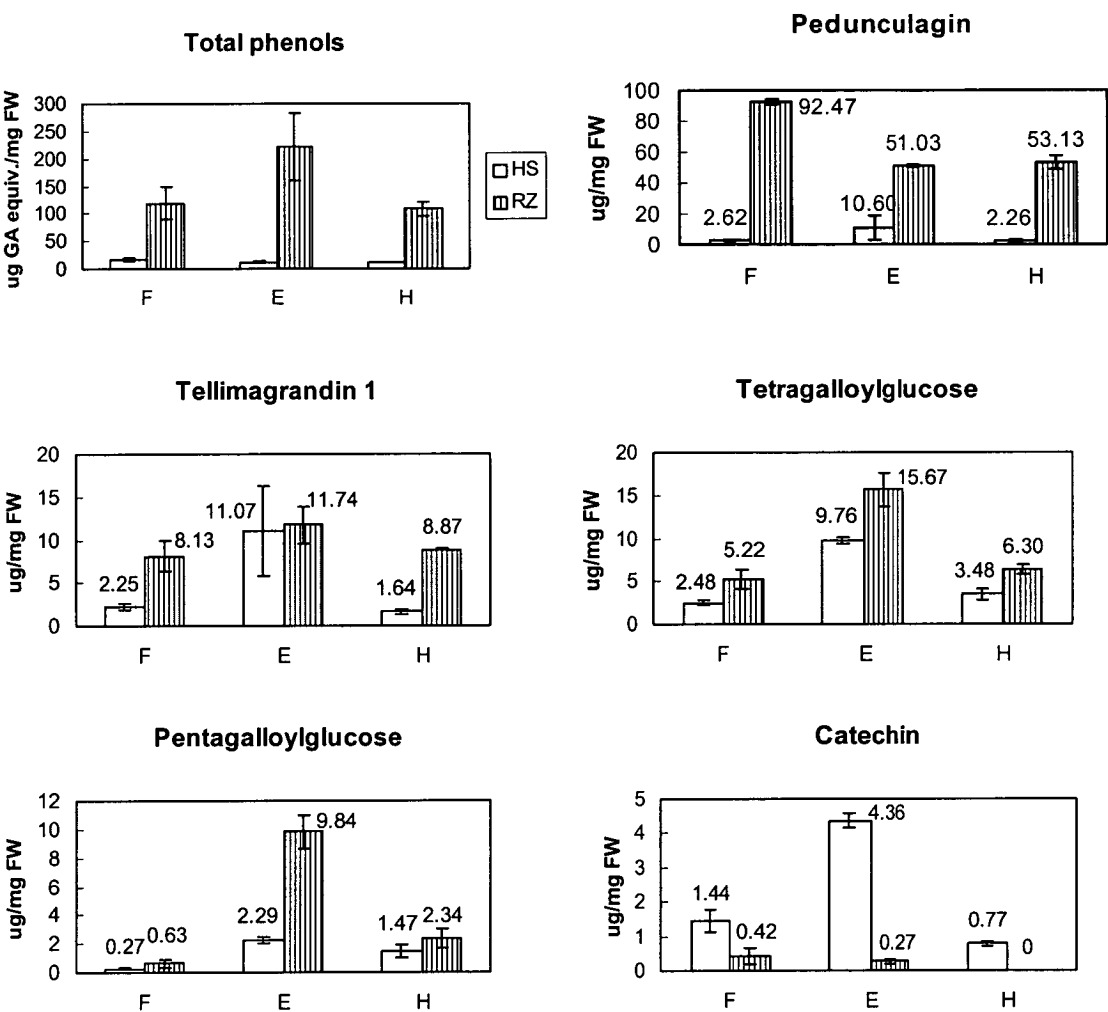 Total phenols
ug GA equiv./mg FW
300
250
200
150
100
50
0
F E H
HS
RZ
Pedunculagin
ug/mg FW
100
80
60
40
20
0
2.62 92.47 10.60 51.03 2.26 53.13
F E H
Tellimagrandin 1
ug/mg FW
20
15
10
5
0
2.25 8.13 11.07 11.74 1.64 8.87
F E H
Tetragalloylglucose
ug/mg FW
20
15
10
5
0
2.48 5.22 9.76 15.67 3.48 6.30
F E H
Pentagalloylglucose
ug/mg FW
12
10
8
6
4
2
0
0.27 0.63 2.29 9.84 1.47 2.34
F E H
Catechin
ug/mg FW
5
4
3
2
1
0
1.44 0.42 4.36 0.27 0.77 0
F E H